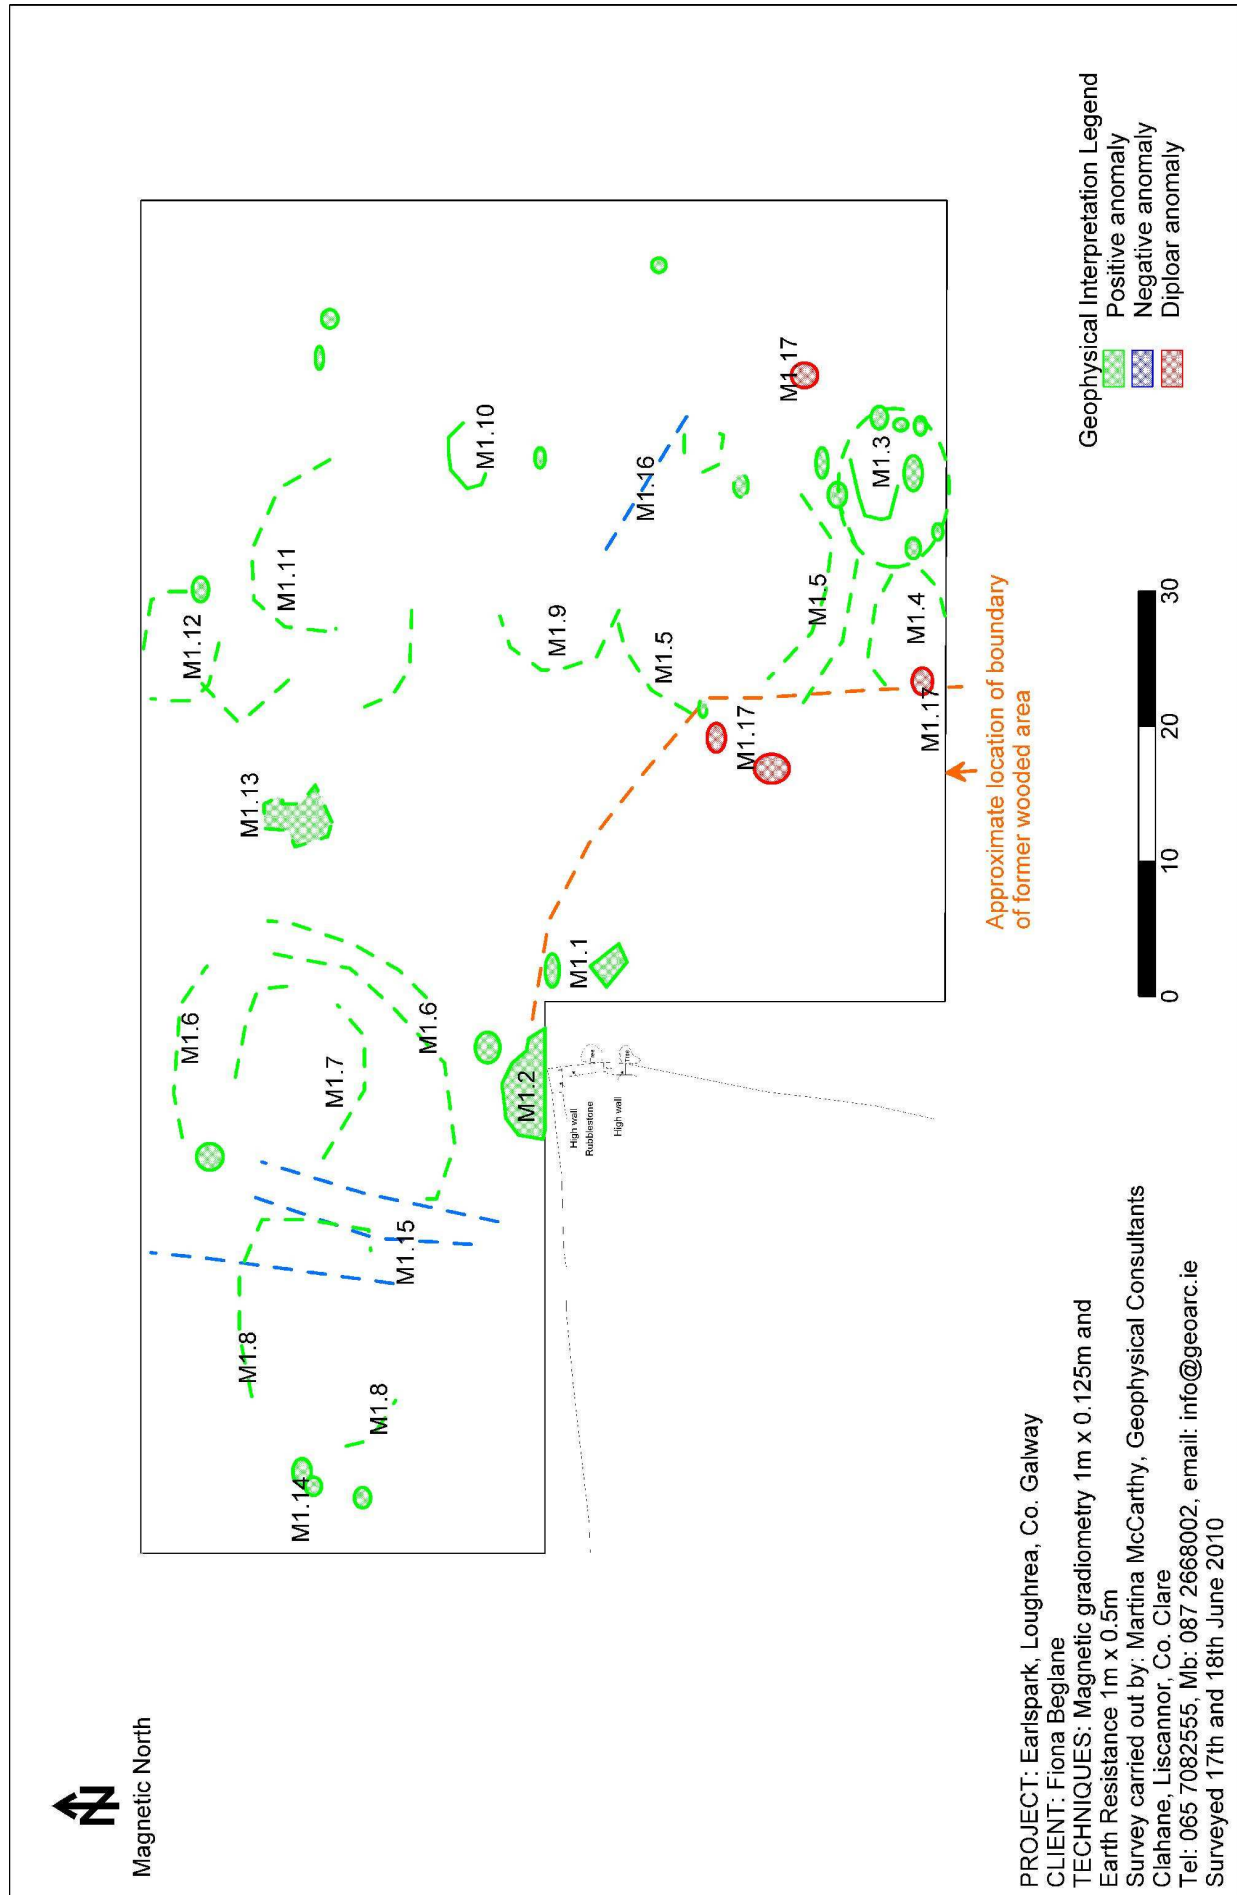 N
Magnetic North
M1.14
M1.8
M1.8
M1.15
M1.6
M1.7
M1.6
M1.2
M1.13
M1.12
M1.11
M1.10
M1.9
M1.5
M1.16
M1.5
M1.1
High wall
Rubblestone
High wall
Tree
Tree
M1.17
M1.17
M1.17
M1.4
M1.3
Approximate location of boundary
of former wooded area
0
10
20
30
Geophysical Interpretation Legend
Positive anomaly
Negative anomaly
Diploar anomaly
PROJECT: Earlspark, Loughrea, Co. Galway
CLIENT: Fiona Beglane
TECHNIQUES: Magnetic gradiometry 1m x 0.125m and
Earth Resistance 1m x 0.5m
Survey carried out by: Martina McCarthy, Geophysical Consultants
Clahane, Liscannor, Co. Clare
Tel: 065 7082555, Mb: 087 2668002, email: info@geoarc.ie
Surveyed 17th and 18th June 2010